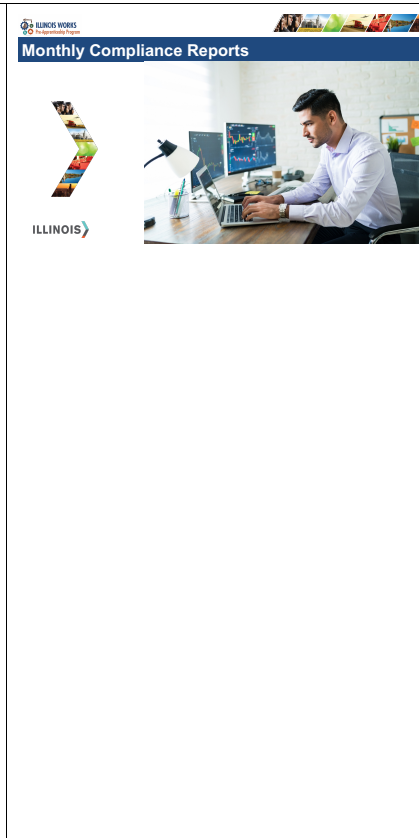 ILLINOIS WORKS
Pre-Apprenticeship Program
Monthly Compliance Reports
ILLINOIS